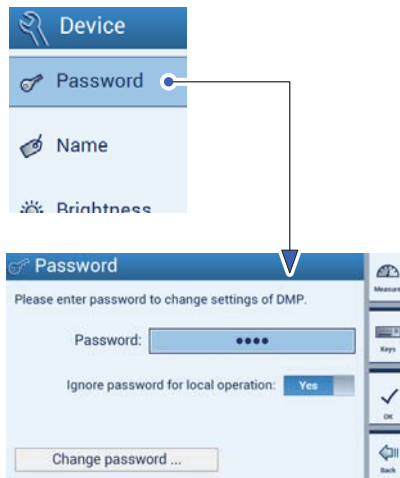 Device
Password
Name
Brightness
Password
Please enter password to change settings of DMP.
Password: ••••
Ignore password for local operation: Yes
Change password ...
Measure
Keys
OK
Back